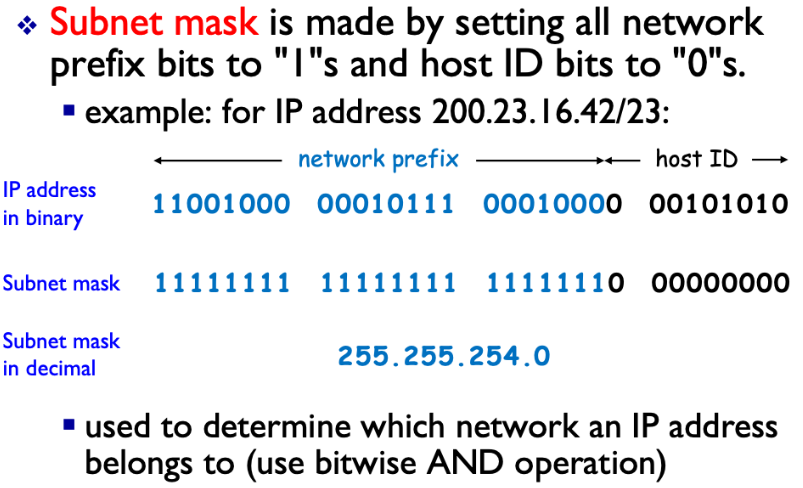 ❖ Subnet mask is made by setting all network
prefix bits to "1"s and host ID bits to "0"s.
▪ example: for IP address 200.23.16.42/23:
network prefix host ID
IP address
in binary
11001000 00010111 00010000 00101010
Subnet mask 11111111 11111111 11111110 00000000
Subnet mask
in decimal
255.255.254.0
▪ used to determine which network an IP address
belongs to (use bitwise AND operation)